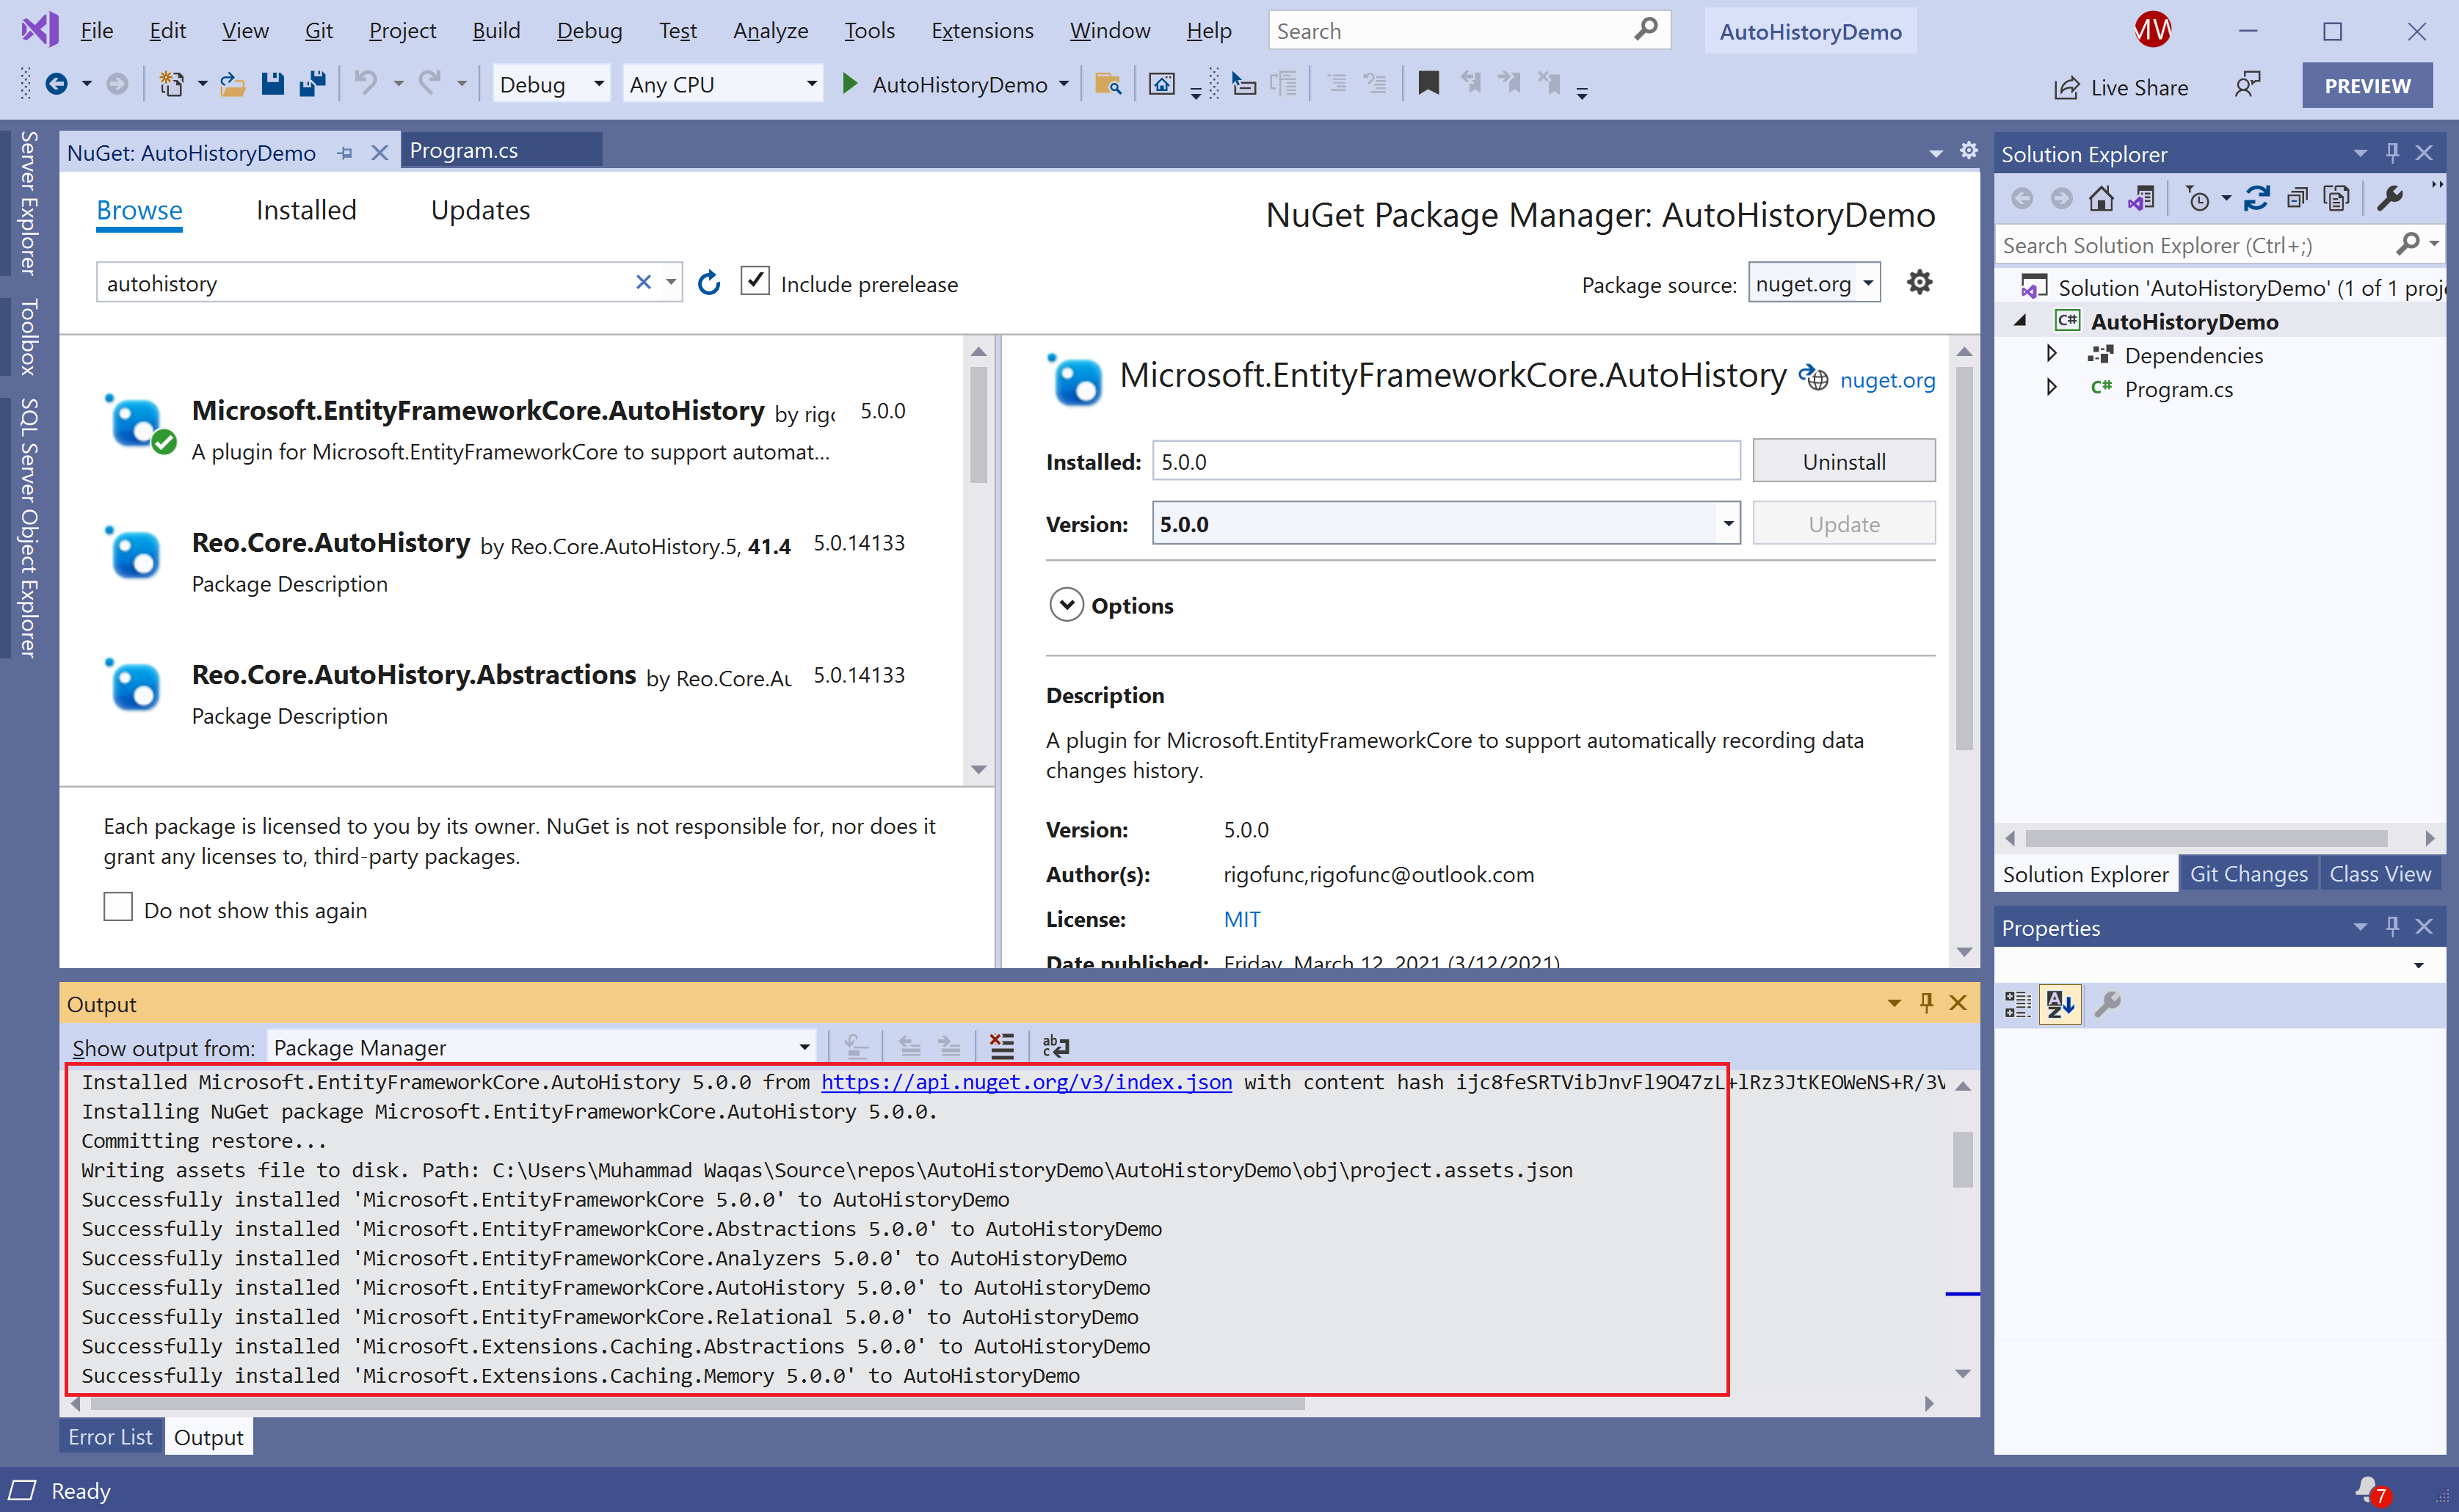 File Edit View Git Project Build Debug Test Analyze Tools Extensions Window Help Search AutoHistoryDemo MW
Debug Any CPU AutoHistoryDemo Live Share PREVIEW
Server Explorer
Toolbox
SQL Server Object Explorer
NuGet: AutoHistoryDemo Program.cs
Browse Installed Updates
NuGet Package Manager: AutoHistoryDemo
autohistory Include prerelease Package source: nuget.org
Microsoft.EntityFrameworkCore.AutoHistory by rigo 5.0.0
A plugin for Microsoft.EntityFrameworkCore to support automat...
Reo.Core.AutoHistory by Reo.Core.AutoHistory.5, 41.4 5.0.14133
Package Description
Reo.Core.AutoHistory.Abstractions by Reo.Core.Au 5.0.14133
Package Description
Each package is licensed to you by its owner. NuGet is not responsible for, nor does it
grant any licenses to, third-party packages.
Do not show this again
Microsoft.EntityFrameworkCore.AutoHistory nuget.org
Installed: 5.0.0 Uninstall
Version: 5.0.0 Update
Options
Description
A plugin for Microsoft.EntityFrameworkCore to support automatically recording data
changes history.
Version: 5.0.0
Author(s): rigofunc,rigofunc@outlook.com
License: MIT
Date published: Friday, March 12, 2021 (3/12/2021)
Output
Show output from: Package Manager
Installed Microsoft.EntityFrameworkCore.AutoHistory 5.0.0 from https://api.nuget.org/v3/index.json with content hash ijc8feSRTVibJnvFl9O47zL+lRz3JtKEOWeNS+R/3V
Installing NuGet package Microsoft.EntityFrameworkCore.AutoHistory 5.0.0.
Committing restore...
Writing assets file to disk. Path: C:\Users\Muhammad Waqas\Source\repos\AutoHistoryDemo\AutoHistoryDemo\obj\project.assets.json
Successfully installed 'Microsoft.EntityFrameworkCore 5.0.0' to AutoHistoryDemo
Successfully installed 'Microsoft.EntityFrameworkCore.Abstractions 5.0.0' to AutoHistoryDemo
Successfully installed 'Microsoft.EntityFrameworkCore.Analyzers 5.0.0' to AutoHistoryDemo
Successfully installed 'Microsoft.EntityFrameworkCore.AutoHistory 5.0.0' to AutoHistoryDemo
Successfully installed 'Microsoft.EntityFrameworkCore.Relational 5.0.0' to AutoHistoryDemo
Successfully installed 'Microsoft.Extensions.Caching.Abstractions 5.0.0' to AutoHistoryDemo
Successfully installed 'Microsoft.Extensions.Caching.Memory 5.0.0' to AutoHistoryDemo
Error List Output
Solution Explorer
Search Solution Explorer (Ctrl+;)
Solution 'AutoHistoryDemo' (1 of 1 proje
C# AutoHistoryDemo
Dependencies
C# Program.cs
Solution Explorer Git Changes Class View
Properties
Ready 7